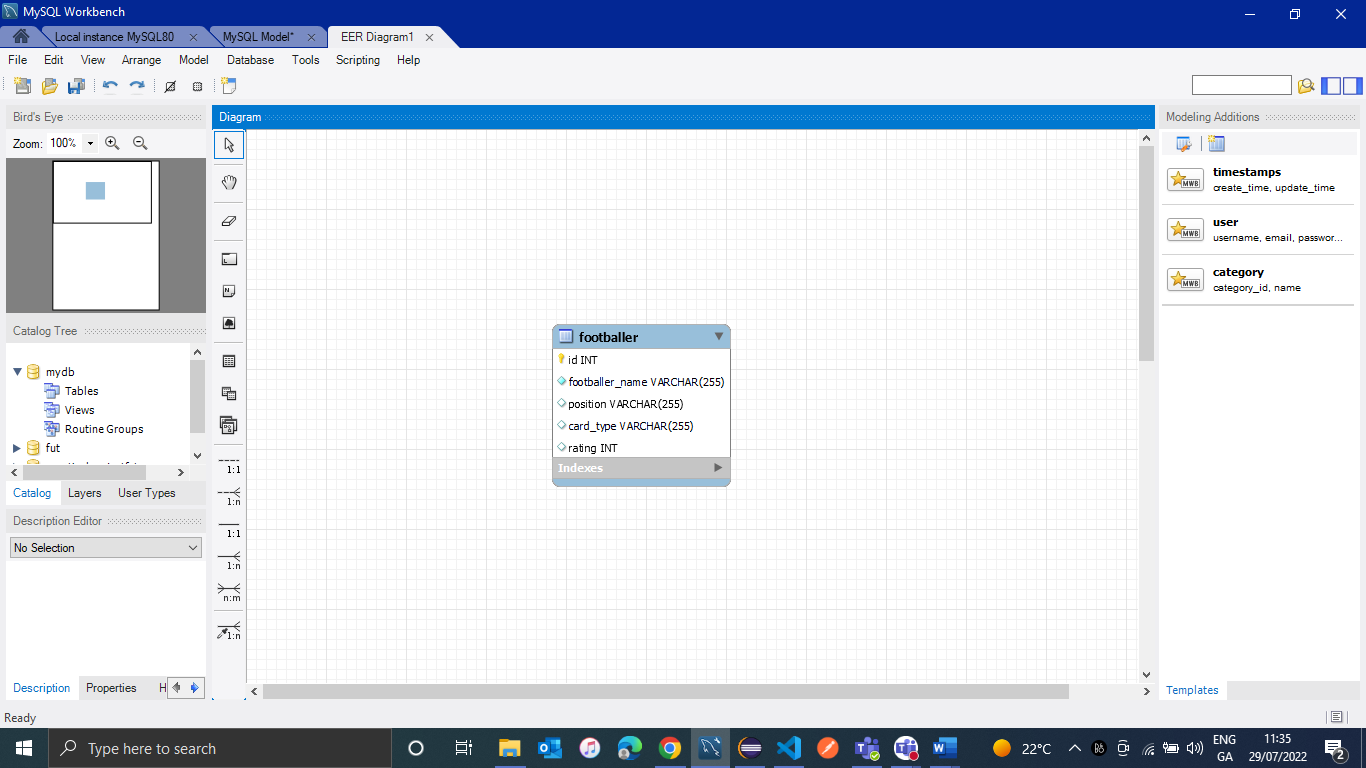 MySQL Workbench
Local instance MySQL80
MySQL Model*
EER Diagram1
File Edit View Arrange Model Database Tools Scripting Help
Bird's Eye
Zoom: 100%
Catalog Tree
mydb
Tables
Views
Routine Groups
fut
Catalog Layers User Types
Description Editor
No Selection
Description Properties H
Diagram
1:1
1:n
1:1
1:n
n:m
1:n
footballer
id INT
footballer_name VARCHAR(255)
position VARCHAR(255)
card_type VARCHAR(255)
rating INT
Indexes
Modeling Additions
MWB
timestamps
create_time, update_time
MWB
user
username, email, passwor...
MWB
category
category_id, name
Templates
Ready
Type here to search
22°C
ENG
GA
11:35
29/07/2022
2